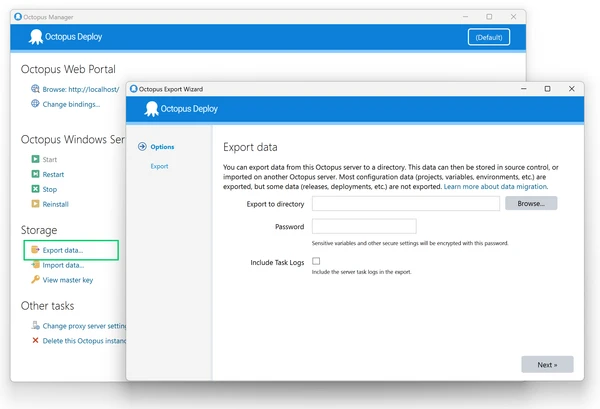 Octopus Manager
Octopus Deploy
(Default)
Octopus Web Portal
Browse: http://localhost/
Change bindings...
Octopus Windows Ser
Start
Restart
Stop
Reinstall
Storage
Export data...
Import data...
View master key
Other tasks
Change proxy server settin
Delete this Octopus instanc
Octopus Export Wizard
Octopus Deploy
Options
Export
Export data
You can export data from this Octopus server to a directory. This data can then be stored in source control, or
imported on another Octopus server. Most configuration data (projects, variables, environments, etc.) are
exported, but some data (releases, deployments, etc.) are not exported. Learn more about data migration.
Export to directory
Browse...
Password
Sensitive variables and other secure settings will be encrypted with this password.
Include Task Logs
Include the server task logs in the export.
Next »